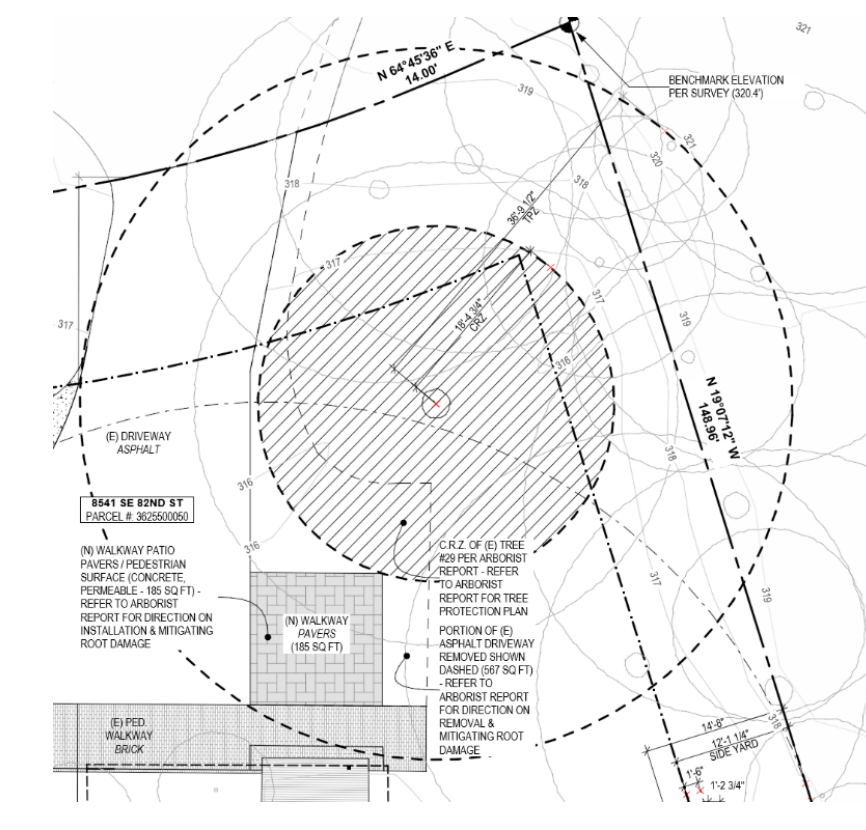 321
N 64°45'36" E
14.00'
BENCHMARK ELEVATION
PER SURVEY (320.4')
319
321
320
318
318
36'-9 1/2"
TPZ
317
317
317
18'-4 3/4"
CRZ
319
316
N 19°07'12" W
148.96'
(E) DRIVEWAY
ASPHALT
318
316
8541 SE 82ND ST
PARCEL #: 3625500050
316
(N) WALKWAY PATIO
PAVERS / PEDESTRIAN
SURFACE (CONCRETE,
PERMEABLE - 185 SQ FT) -
REFER TO ARBORIST
REPORT FOR DIRECTION ON
INSTALLATION & MITIGATING
ROOT DAMAGE
(N) WALKWAY
PAVERS
(185 SQ FT)
C.R.Z. OF (E) TREE
#29 PER ARBORIST
REPORT - REFER
TO ARBORIST
REPORT FOR TREE
PROTECTION PLAN
PORTION OF (E)
ASPHALT DRIVEWAY
REMOVED SHOWN
DASHED (567 SQ FT)
- REFER TO
ARBORIST REPORT
FOR DIRECTION ON
REMOVAL &
MITIGATING ROOT
DAMAGE
317
319
(E) PED.
WALKWAY
BRICK
318
14'-8"
12'-1 1/4"
SIDE YARD
1'-6"
1'-2 3/4"